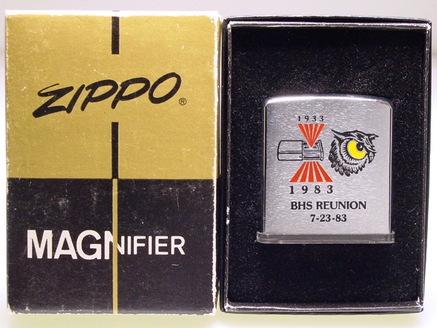 ZIPPO®
MAGNIFIER
1933
1983
BHS REUNION
7-23-83